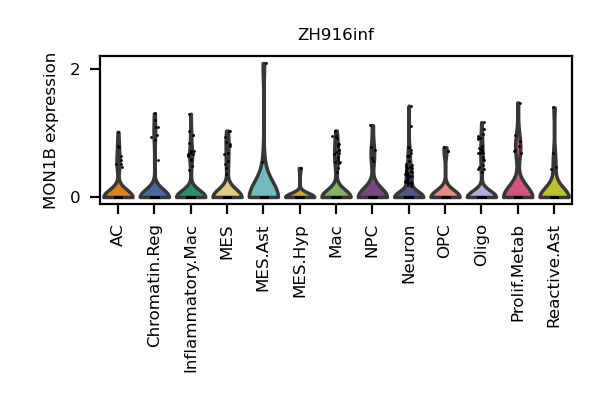 ZH916inf
MON1B expression
2
0
AC
Chromatin.Reg
Inflammatory.Mac
MES
MES.Ast
MES.Hyp
Mac
NPC
Neuron
OPC
Oligo
Prolif.Metab
Reactive.Ast